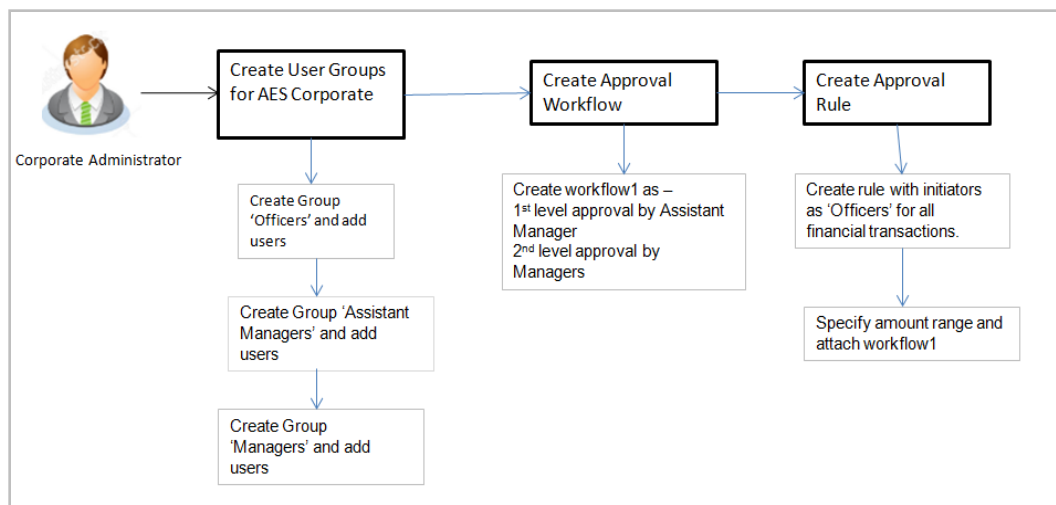 Corporate Administrator
Create User Groups
for AES Corporate
Create Group
‘Officers’ and add
users
Create Group ‘Assistant
Managers’ and add
users
Create Group
‘Managers’ and add
users
Create Approval
Workflow
Create workflow1 as –
1st level approval by Assistant
Manager
2nd level approval by
Managers
Create Approval
Rule
Create rule with initiators
as ‘Officers’ for all
financial transactions.
Specify amount range and
attach workflow1